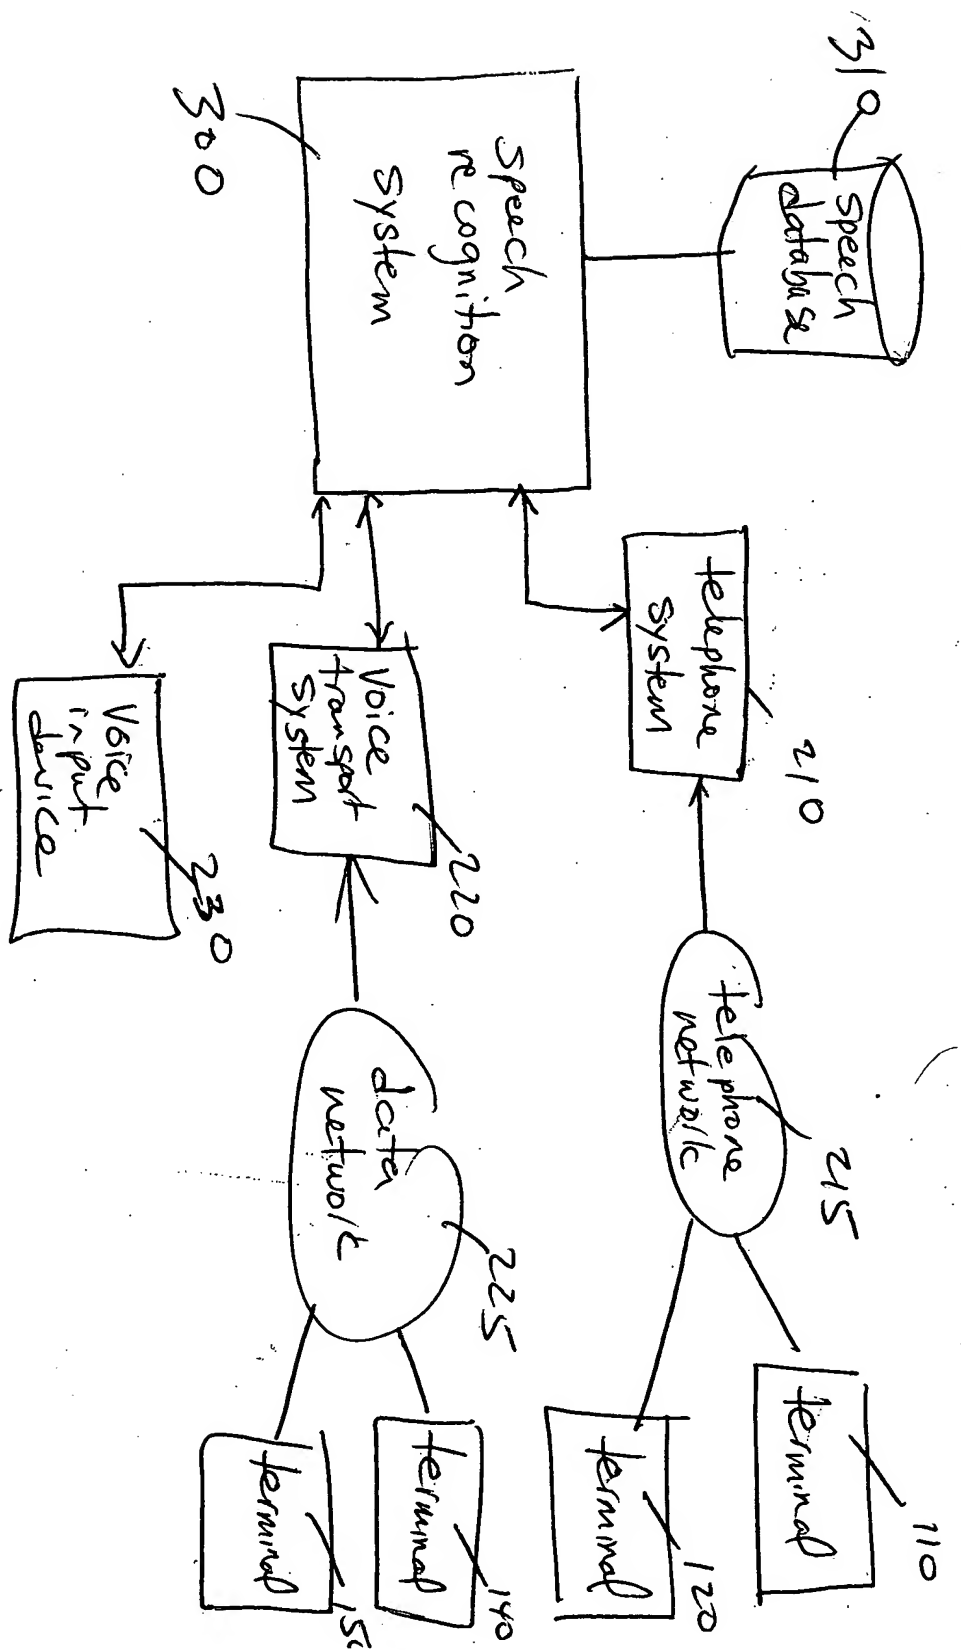 310
speech
database
speech
recognition
system
300
telephone
system
210
Voice
transport
system
220
Voice
input
device
230
telephone
network
215
data
network
225
terminal
110
terminal
120
terminal
140
terminal
150